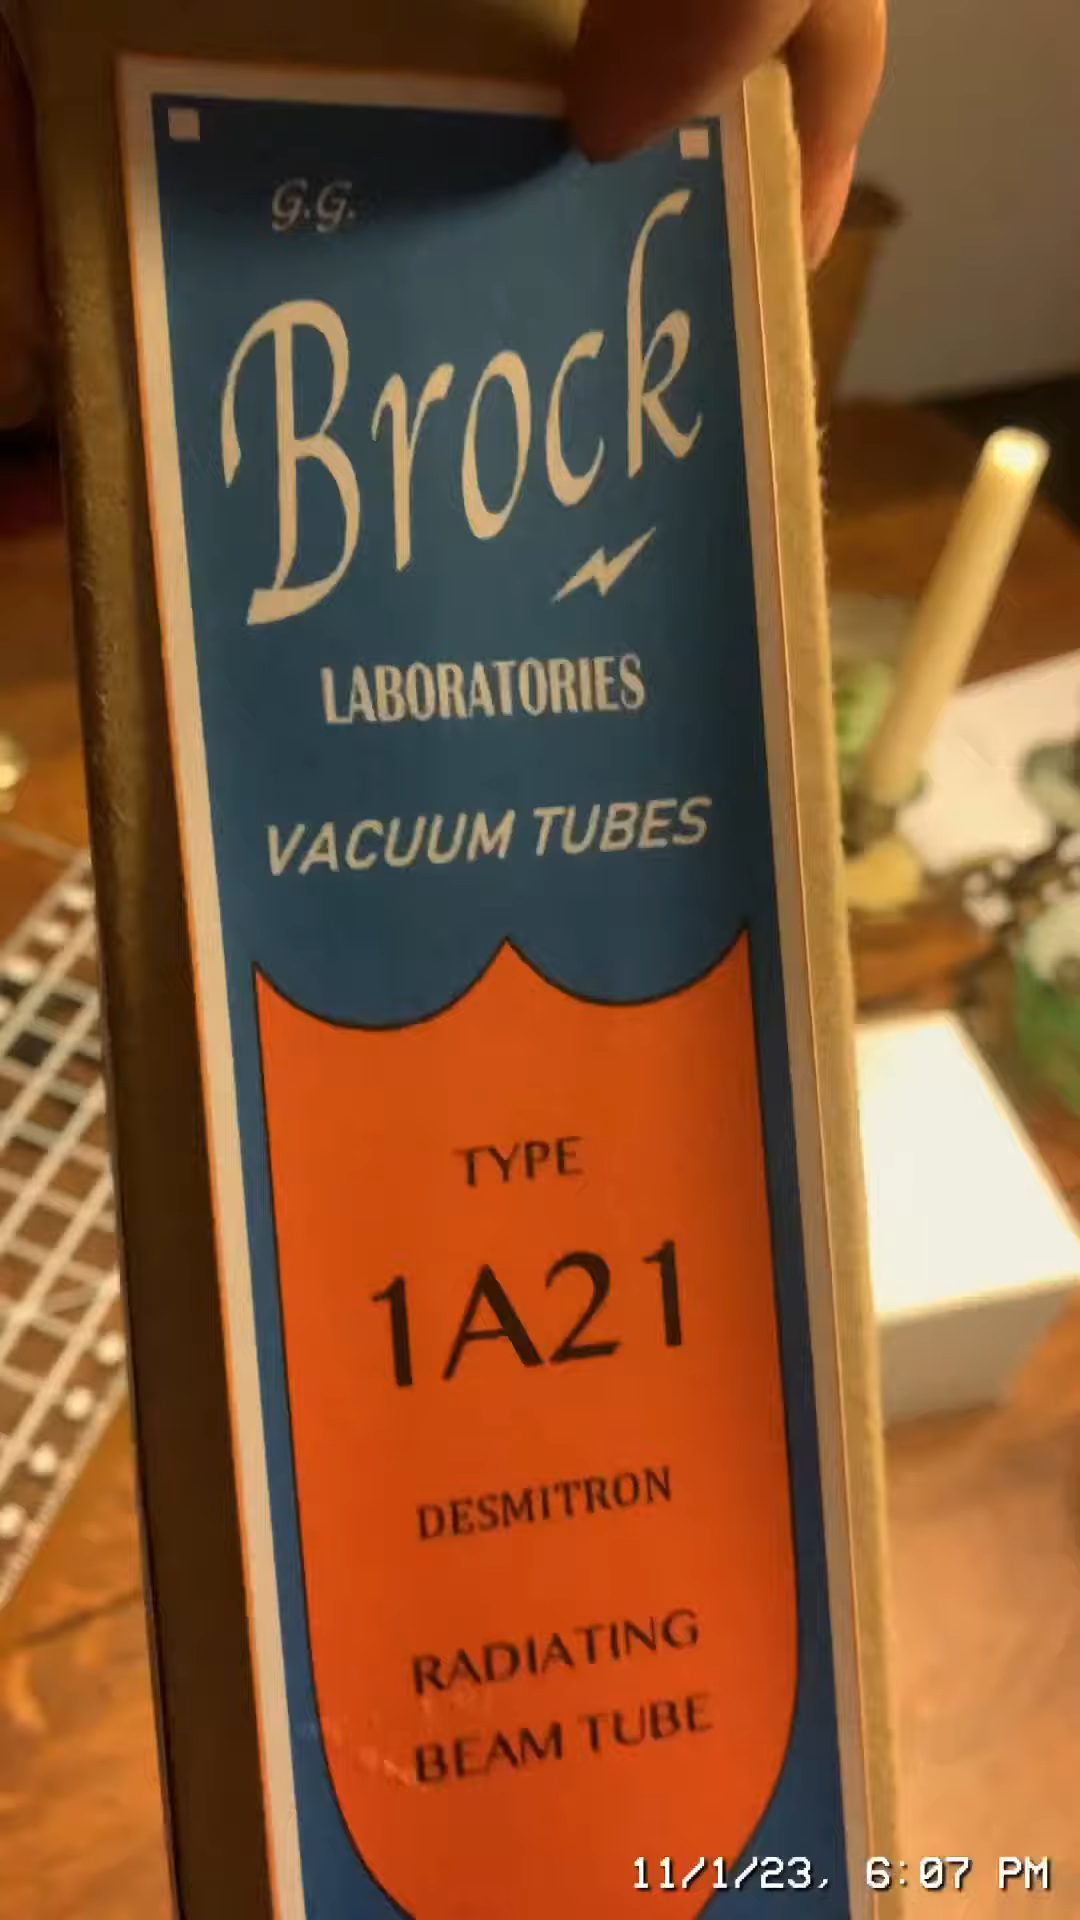 G.G.
Brock
LABORATORIES
VACUUM TUBES
TYPE
1A21
DESMITRON
RADIATING
BEAM TUBE
11/1/23, 6:07 PM